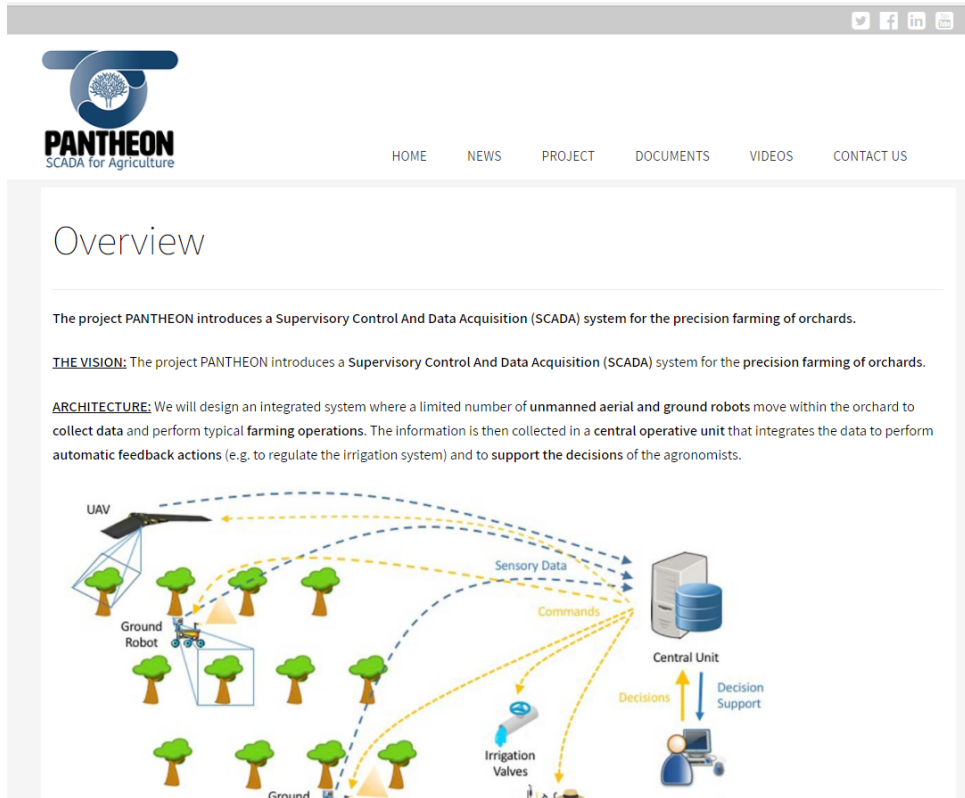 PANTHEON
SCADA for Agriculture
HOME NEWS PROJECT DOCUMENTS VIDEOS CONTACT US
Overview
The project PANTHEON introduces a Supervisory Control And Data Acquisition (SCADA) system for the precision farming of orchards.
THE VISION: The project PANTHEON introduces a Supervisory Control And Data Acquisition (SCADA) system for the precision farming of orchards.
ARCHITECTURE: We will design an integrated system where a limited number of unmanned aerial and ground robots move within the orchard to
collect data and perform typical farming operations. The information is then collected in a central operative unit that integrates the data to perform
automatic feedback actions (e.g. to regulate the irrigation system) and to support the decisions of the agronomists.
UAV
Sensory Data
Commands
Ground
Robot
Central Unit
Decisions
Decision
Support
Irrigation
Valves
Ground